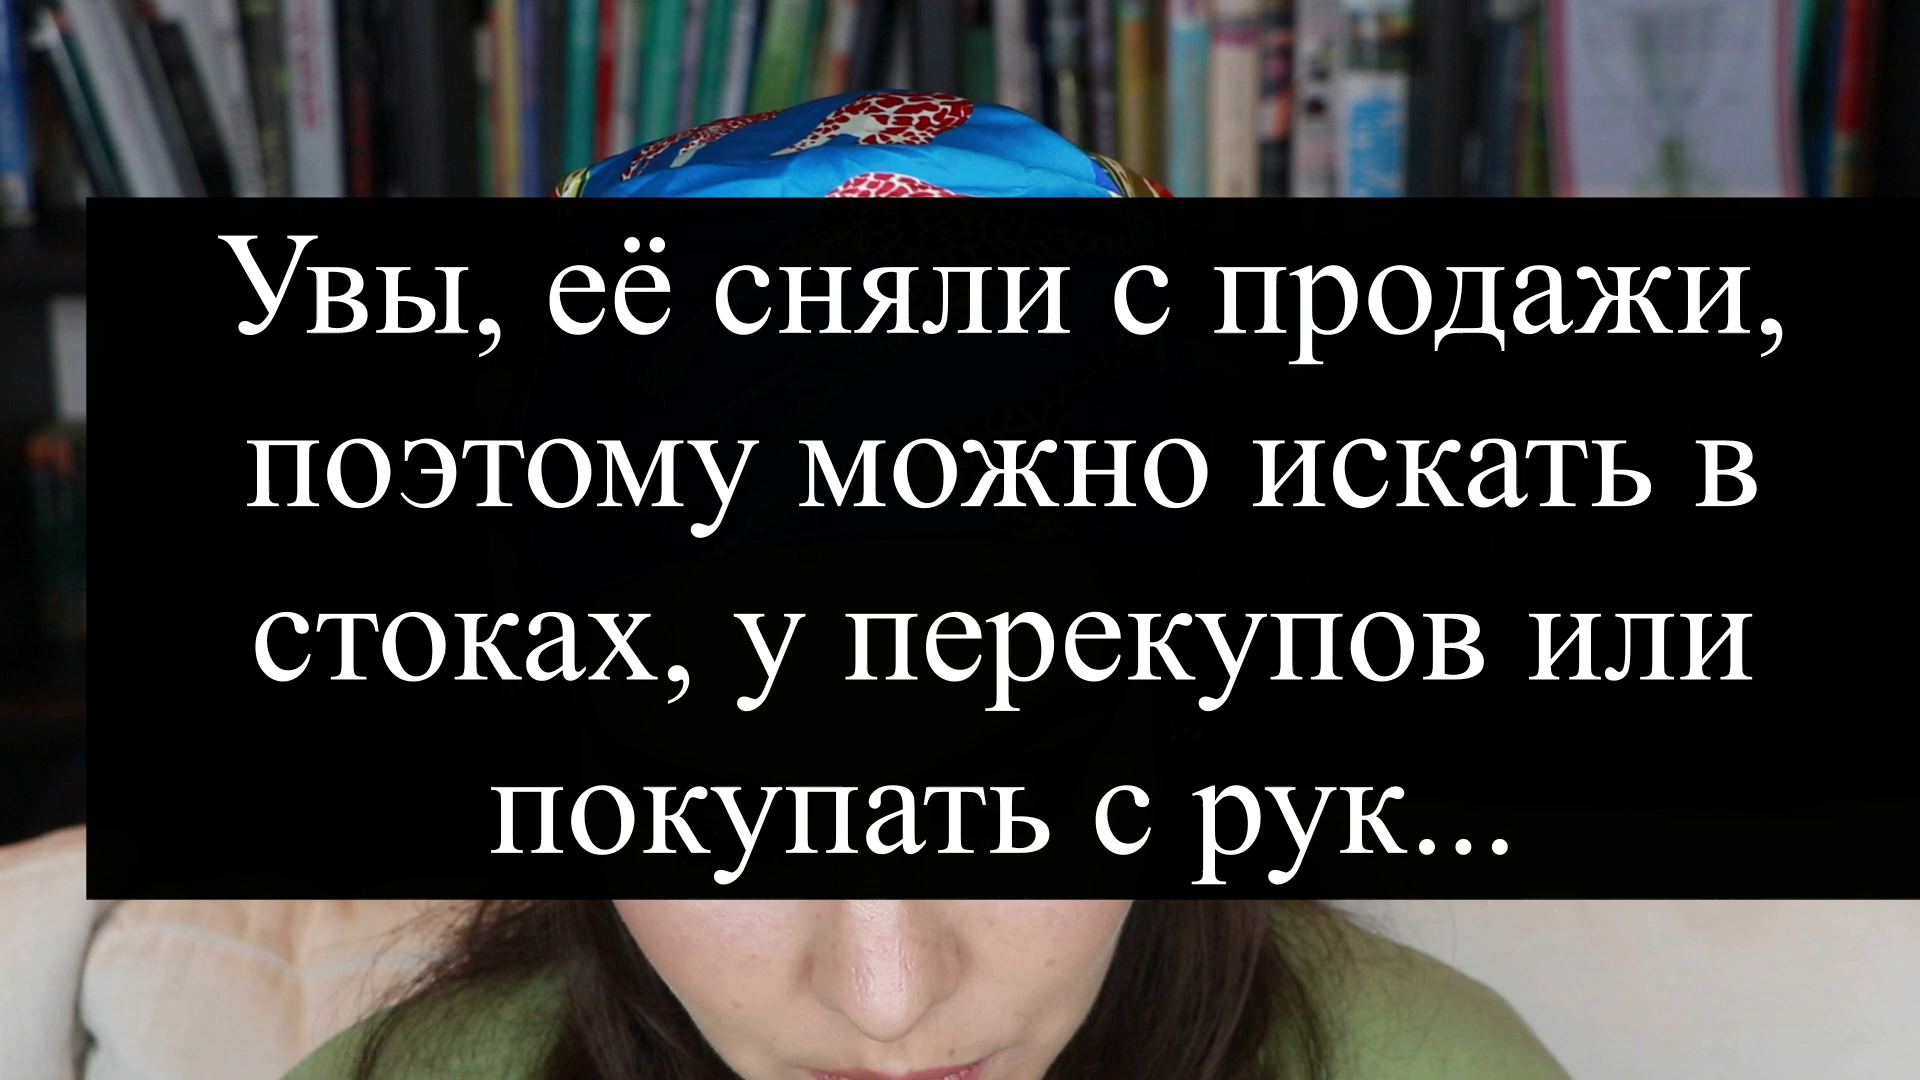 Увы, её сняли с продажи,
поэтому можно искать в
стоках, у перекупов или
покупать с рук...